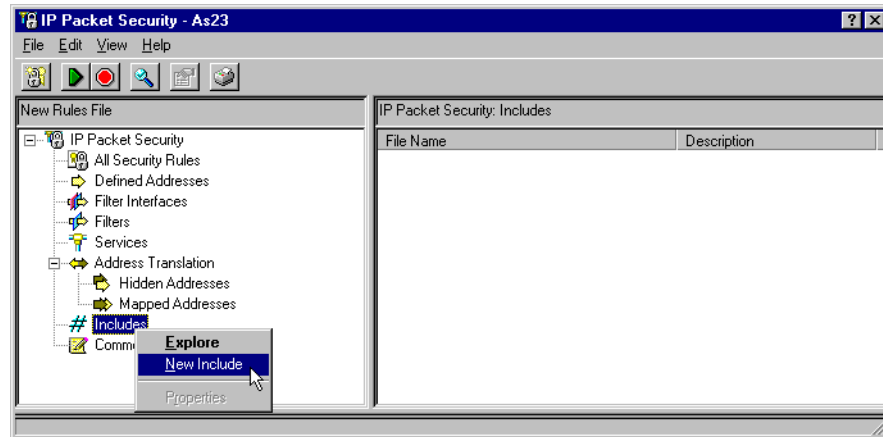 IP Packet Security - As23
File Edit View Help
New Rules File
IP Packet Security: Includes
File Name Description
IP Packet Security
All Security Rules
Defined Addresses
Filter Interfaces
Filters
Services
Address Translation
Hidden Addresses
Mapped Addresses
Includes
Comm
Explore
New Include
Properties